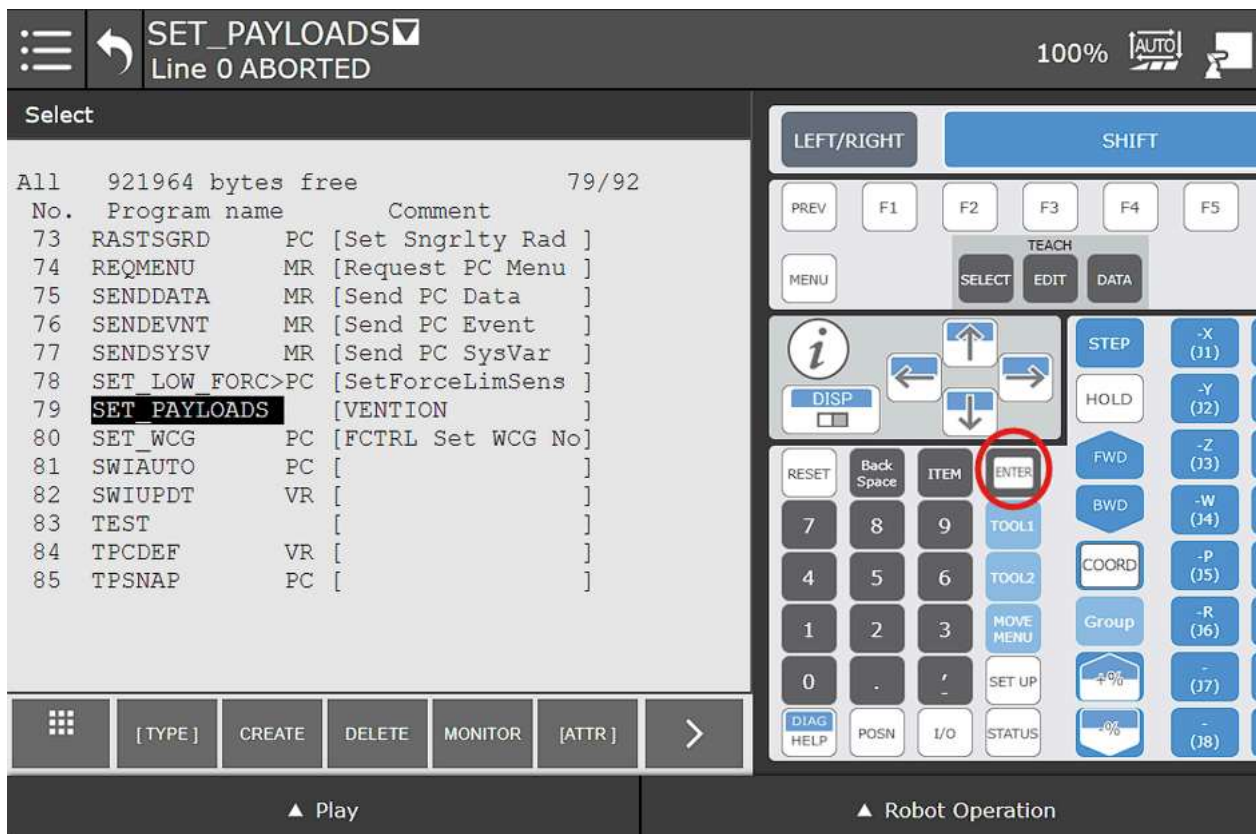 SET_PAYLOADS
Line 0 ABORTED
100% AUTO
Select
All 921964 bytes free 79/92
No. Program name Comment
73 RASTSGRD PC [Set Sngrlty Rad ]
74 REQMENU MR [Request PC Menu ]
75 SENDDATA MR [Send PC Data ]
76 SENDEVNT MR [Send PC Event ]
77 SENDSYSV MR [Send PC SysVar ]
78 SET_LOW_FORC>PC [SetForceLimSens ]
79 SET_PAYLOADS [VENTION ]
80 SET_WCG PC [FCTRL Set WCG No]
81 SWIAUTO PC [ ]
82 SWIUPDT VR [ ]
83 TEST [ ]
84 TPCDEF VR [ ]
85 TPSNAP PC [ ]
[ TYPE ] CREATE DELETE MONITOR [ATTR ] >
LEFT/RIGHT SHIFT
PREV F1 F2 F3 F4 F5
TEACH
MENU SELECT EDIT DATA
i
DISP
STEP -X (J1)
HOLD -Y (J2)
FWD -Z (J3)
BWD -W (J4)
COORD -P (J5)
Group -R (J6)
+% - (J7)
-% - (J8)
RESET Back Space ITEM ENTER
7 8 9 TOOL1
4 5 6 TOOL2
1 2 3 MOVE MENU
0 . , - SET UP
DIAG HELP POSN I/O STATUS
▲ Play
▲ Robot Operation